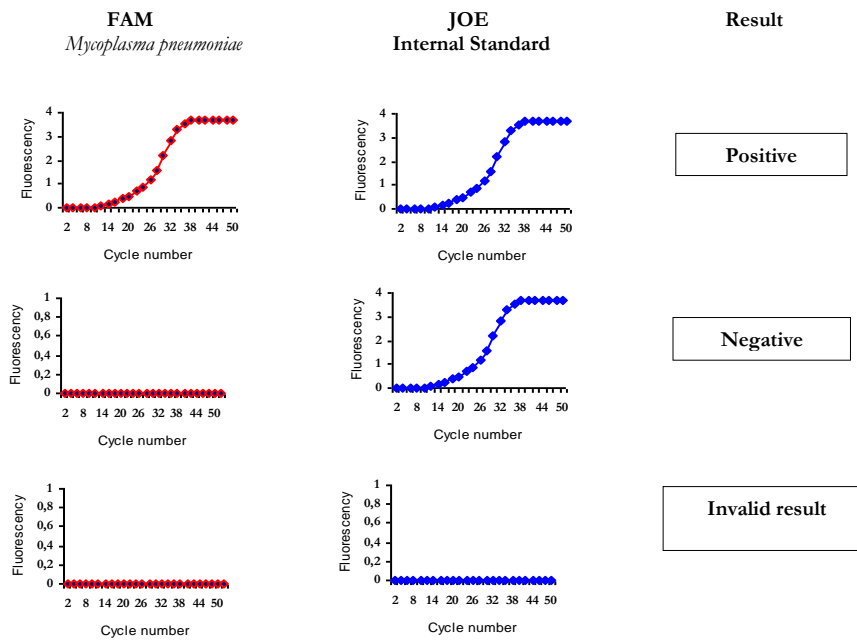 FAM JOE Result
Mycoplasma pneumoniae Internal Standard
Fluorescency
4
3
2
1
0
2 8 14 20 26 32 38 44 50
Cycle number
Fluorescency
4
3
2
1
0
2 8 14 20 26 32 38 44 50
Cycle number
Positive
Fluorescency
1
0,8
0,6
0,4
0,2
0
2 8 14 20 26 32 38 44 50
Cycle number
Fluorescency
4
3
2
1
0
2 8 14 20 26 32 38 44 50
Cycle number
Negative
Fluorescency
1
0,8
0,6
0,4
0,2
0
2 8 14 20 26 32 38 44 50
Cycle number
Fluorescency
1
0,8
0,6
0,4
0,2
0
2 8 14 20 26 32 38 44 50
Cycle number
Invalid result